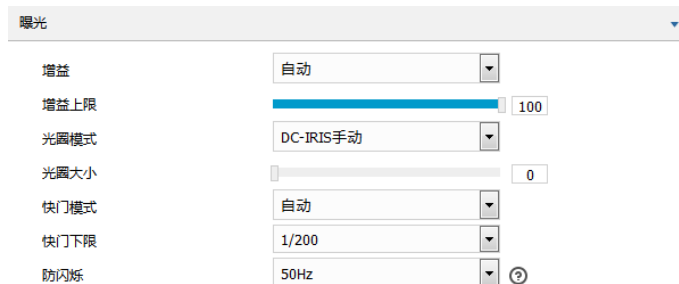 曝光
增益 自动
增益上限 100
光圈模式 DC-IRIS手动
光圈大小 0
快门模式 自动
快门下限 1/200
防闪烁 50Hz